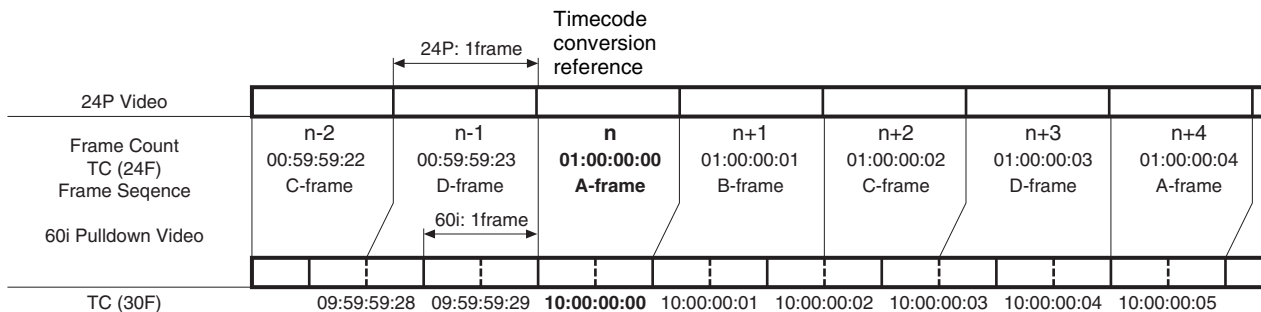 Timecode
conversion
reference
24P: 1frame
24P Video
Frame Count
TC (24F)
Frame Seqence
n-2
00:59:59:22
C-frame
n-1
00:59:59:23
D-frame
n
01:00:00:00
A-frame
n+1
01:00:00:01
B-frame
n+2
01:00:00:02
C-frame
n+3
01:00:00:03
D-frame
n+4
01:00:00:04
A-frame
60i: 1frame
60i Pulldown Video
TC (30F)
09:59:59:28 09:59:59:29 10:00:00:00 10:00:00:01 10:00:00:02 10:00:00:03 10:00:00:04 10:00:00:05